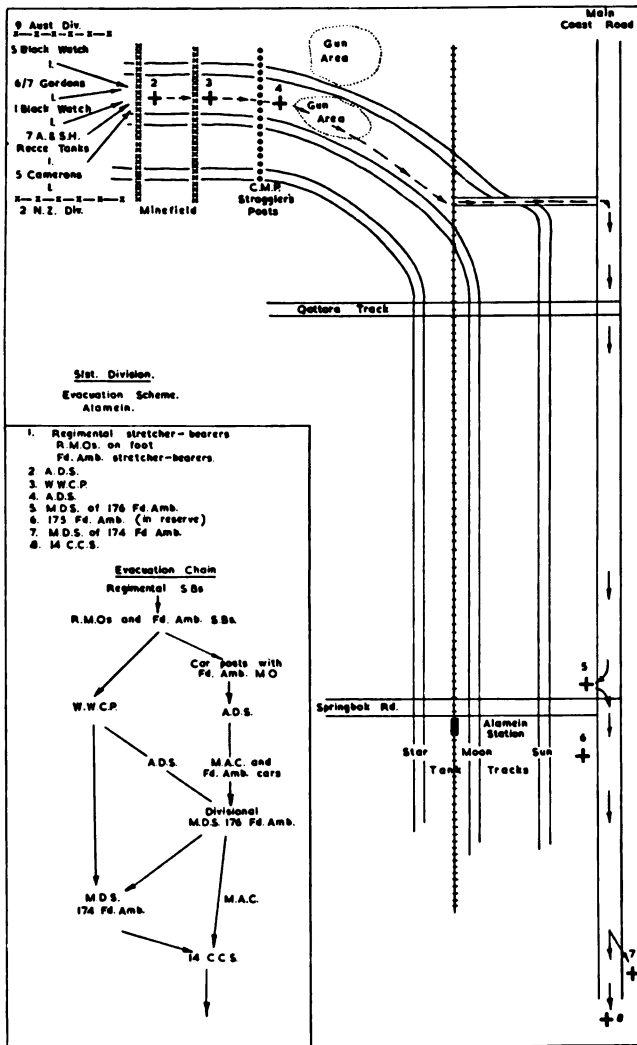 Main
Coast Road
9 Aust Div.
x—x—x—x—x—x
5 Black Watch
1.
6/7 Gordons
1.
1 Black Watch
1.
7 A.& S.H.
Recce Tanks
1.
5 Camerons
1.
x—x—x—x—x—x
2 N.Z. Div.
2
3
4
Gun
Area
Gun
Area
Minefield
C.M.P.
Straggler's
Posts
Qattara Track
51st. Division.
Evacuation Scheme.
Alamein.
1. Regimental stretcher-bearers
R.M.Os. on foot
Fd. Amb. stretcher-bearers.
2 A.D.S.
3 W.W.C.P.
4 A.D.S.
5 M.D.S. of 176 Fd. Amb.
6 175 Fd. Amb. (in reserve)
7 M.D.S. of 174 Fd Amb.
8 14 C.C.S.
Evacuation Chain
Regimental S.Bs
R.M.Os and Fd. Amb. S.Bs.
Car posts with
Fd. Amb. M.O
W.W.C.P.
A.D.S.
A.D.S.
M.A.C. and
Fd. Amb. cars
Divisional
M.D.S. 176 Fd. Amb.
M.D.S.
174 Fd. Amb.
M.A.C.
14 C.C.S.
5
Springbok Rd.
Alamein
Station
6
Star Moon Sun
Tank Tracks
7
8